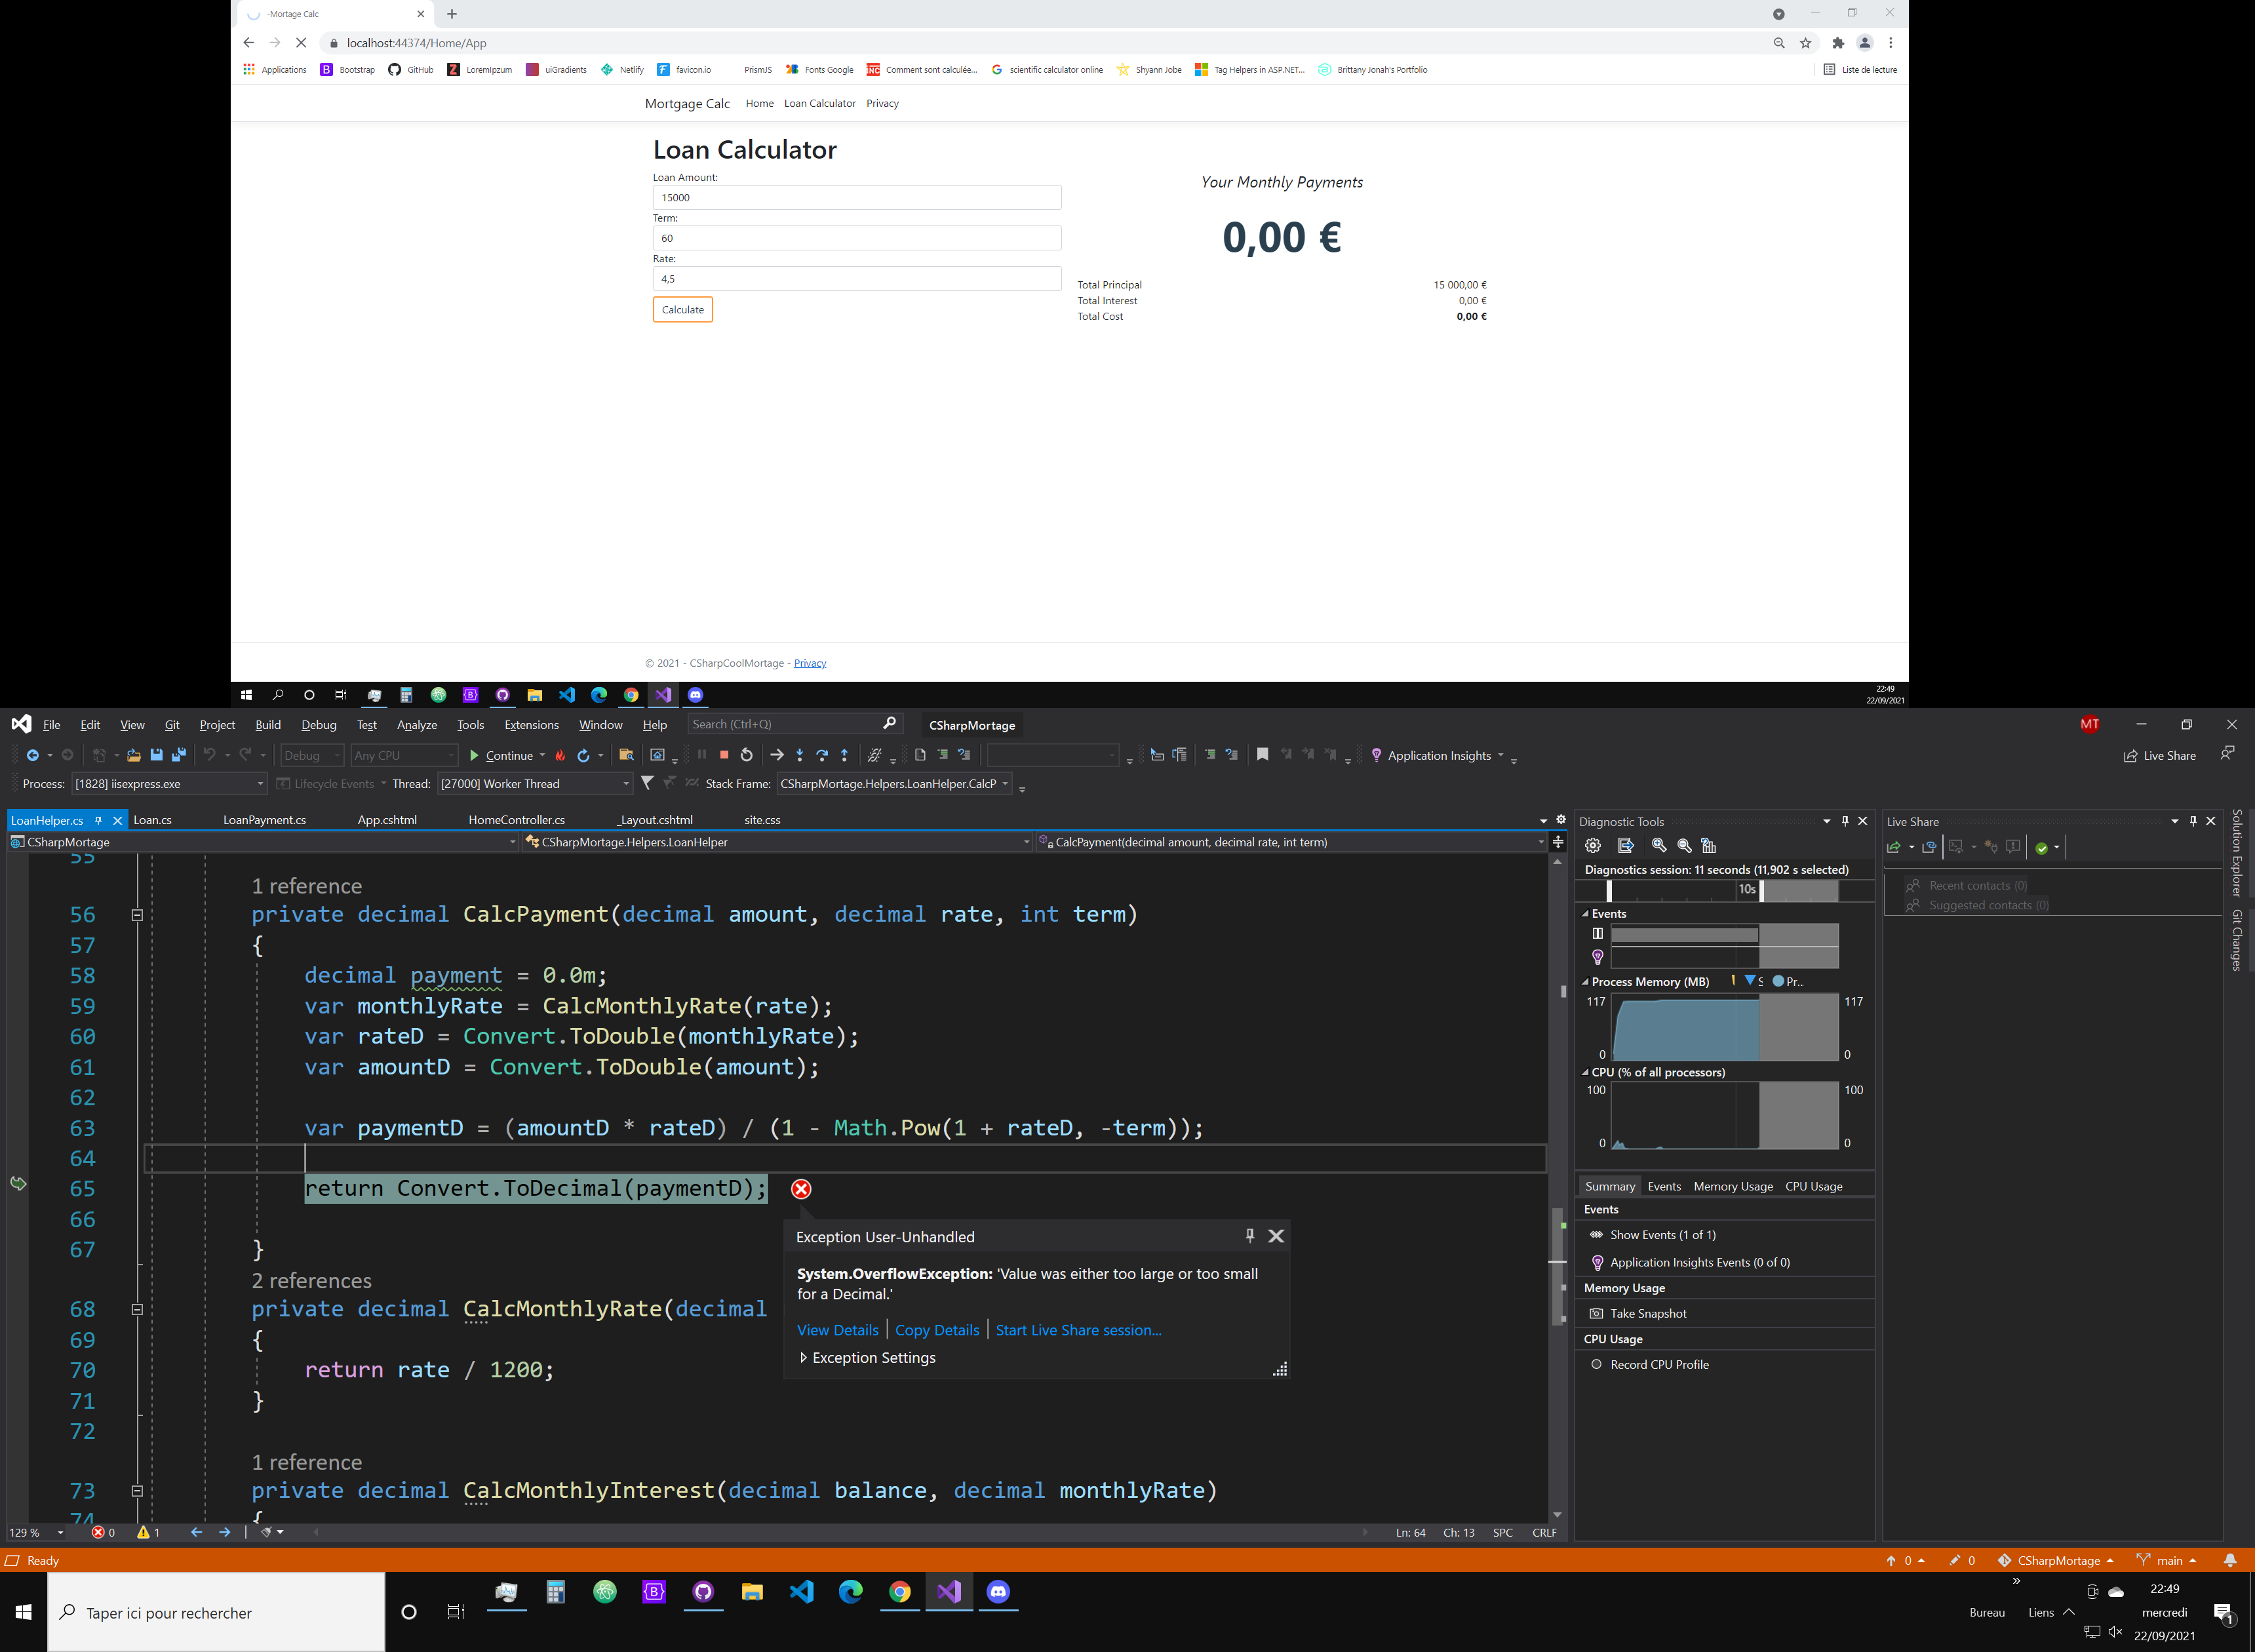 -Mortage Calc
localhost:44374/Home/App
Applications Bootstrap GitHub LoremIpzum uiGradients Netlify favicon.io PrismJS Fonts Google Comment sont calculée... scientific calculator online Shyann Jobe Tag Helpers in ASP.NET... Brittany Jonah's Portfolio Liste de lecture
Mortgage Calc Home Loan Calculator Privacy
Loan Calculator
Loan Amount:
15000
Term:
60
Rate:
4,5
Calculate
Your Monthly Payments
0,00 €
Total Principal 15 000,00 €
Total Interest 0,00 €
Total Cost 0,00 €
© 2021 - CSharpCoolMortage - Privacy
22:49
22/09/2021
File Edit View Git Project Build Debug Test Analyze Tools Extensions Window Help Search (Ctrl+Q) CSharpMortage MT
Debug Any CPU Continue Application Insights Live Share
Process: [1828] iisexpress.exe Lifecycle Events Thread: [27000] Worker Thread Stack Frame: CSharpMortage.Helpers.LoanHelper.CalcP
LoanHelper.cs Loan.cs LoanPayment.cs App.cshtml HomeController.cs _Layout.cshtml site.css
CSharpMortage CSharpMortage.Helpers.LoanHelper CalcPayment(decimal amount, decimal rate, int term)
55
1 reference
56 private decimal CalcPayment(decimal amount, decimal rate, int term)
57 {
58 decimal payment = 0.0m;
59 var monthlyRate = CalcMonthlyRate(rate);
60 var rateD = Convert.ToDouble(monthlyRate);
61 var amountD = Convert.ToDouble(amount);
62
63 var paymentD = (amountD * rateD) / (1 - Math.Pow(1 + rateD, -term));
64
65 return Convert.ToDecimal(paymentD);
66
67 }
2 references
68 private decimal CalcMonthlyRate(decimal
69 {
70 return rate / 1200;
71 }
72
1 reference
73 private decimal CalcMonthlyInterest(decimal balance, decimal monthlyRate)
74 {
Exception User-Unhandled
System.OverflowException: 'Value was either too large or too small
for a Decimal.'
View Details Copy Details Start Live Share session...
Exception Settings
129 % 0 1 Ln: 64 Ch: 13 SPC CRLF
Diagnostic Tools
Diagnostics session: 11 seconds (11,902 s selected)
10s
Events
Process Memory (MB) S Pr..
117 117
0 0
CPU (% of all processors)
100 100
0 0
Summary Events Memory Usage CPU Usage
Events
Show Events (1 of 1)
Application Insights Events (0 of 0)
Memory Usage
Take Snapshot
CPU Usage
Record CPU Profile
Live Share
Recent contacts (0)
Suggested contacts (0)
Solution Explorer
Git Changes
Ready 0 0 CSharpMortage main
Taper ici pour rechercher
Bureau Liens
22:49
mercredi
22/09/2021
1